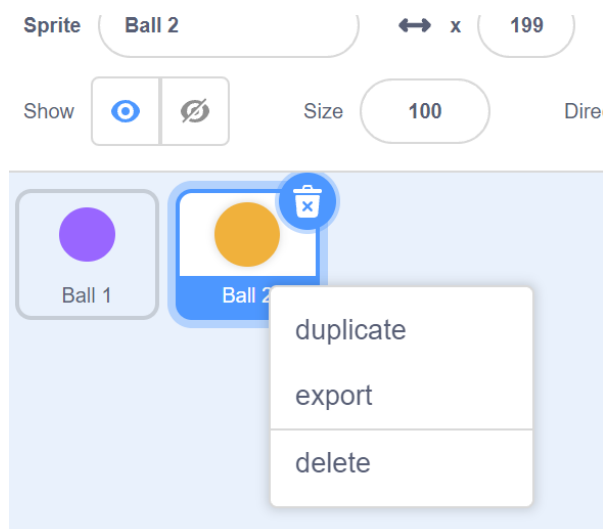 Sprite Ball 2 x 199
Show Size 100 Dire
Ball 1 Ball 2
duplicate
export
delete